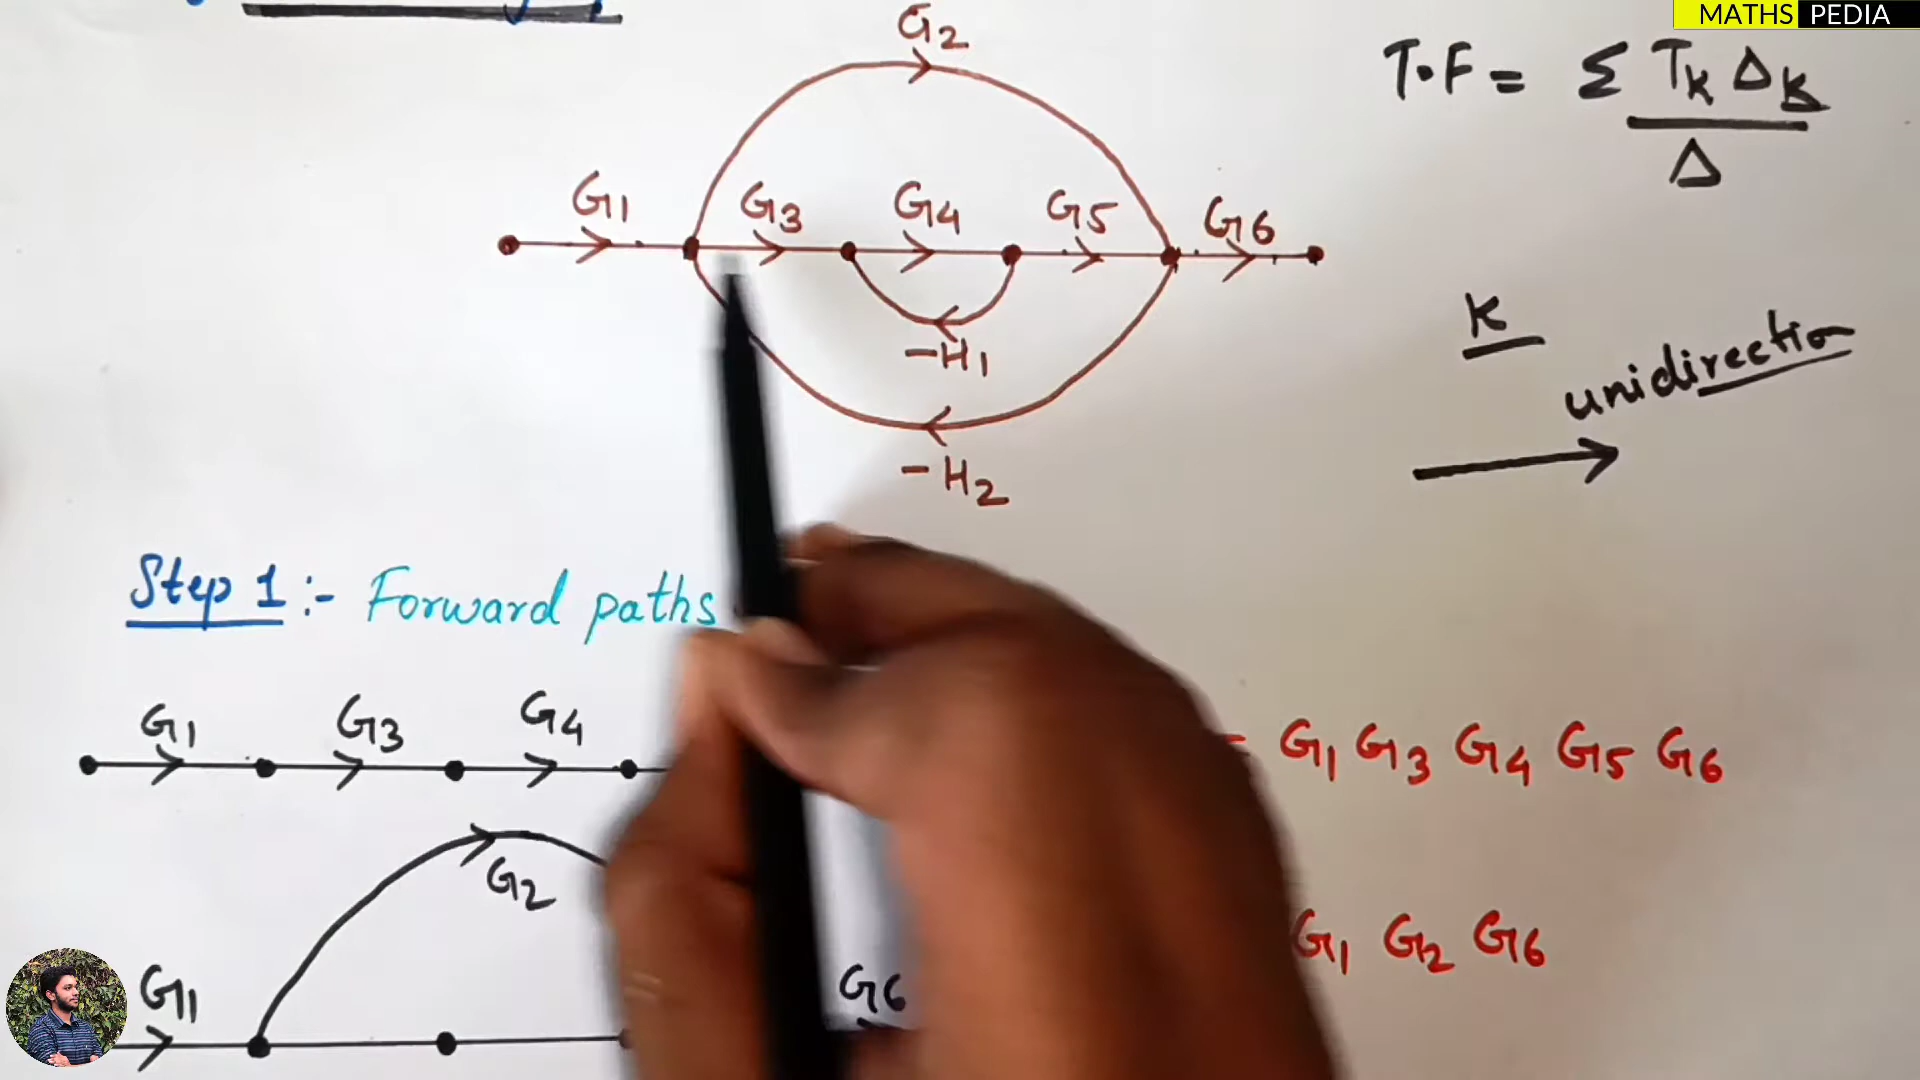 MATHS PEDIA
G2
T.F = Σ Tk Δk / Δ
G1 G3 G4 G5 G6
-H1
-H2
k
unidirection
Step 1 :- Forward paths
G1 G3 G4
G1 G3 G4 G5 G6
G2
G1 G2 G6
G1 G6